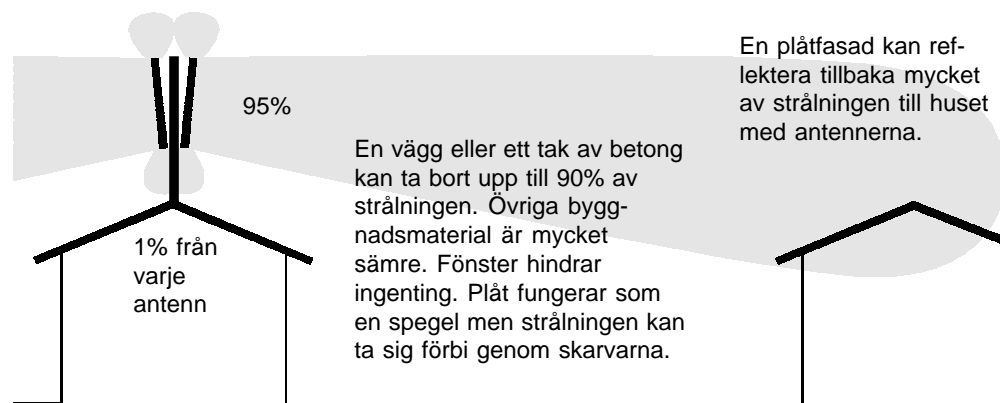 95%
1% från
varje
antenn
En vägg eller ett tak av betong
kan ta bort upp till 90% av
strålningen. Övriga bygg-
nadsmaterial är mycket
sämre. Fönster hindrar
ingenting. Plåt fungerar som
en spegel men strålningen kan
ta sig förbi genom skarvarna.
En plåtfasad kan ref-
lektera tillbaka mycket
av strålningen till huset
med antennerna.